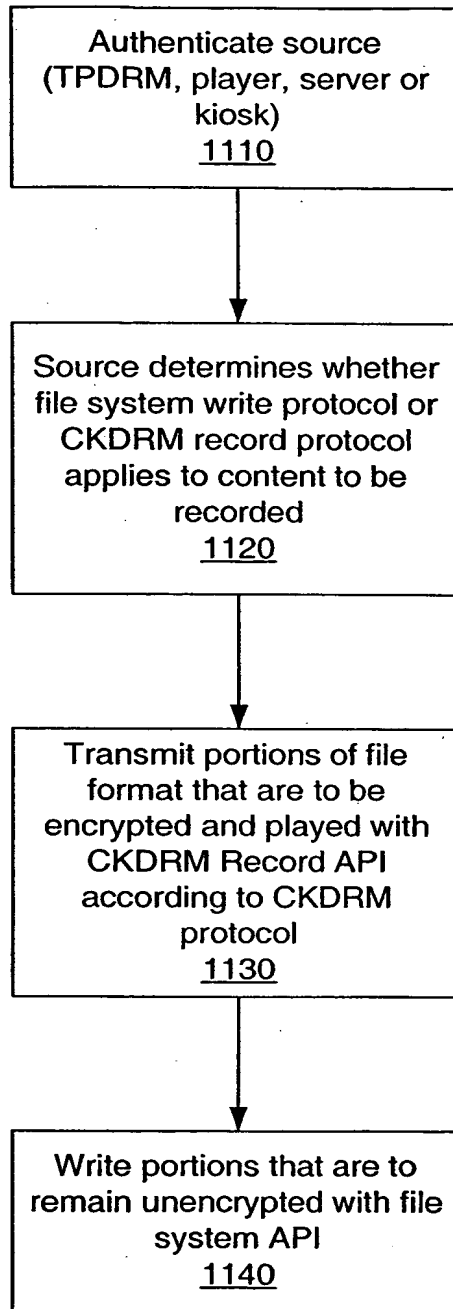 Authenticate source
(TPDRM, player, server or
kiosk)
1110
Source determines whether
file system write protocol or
CKDRM record protocol
applies to content to be
recorded
1120
Transmit portions of file
format that are to be
encrypted and played with
CKDRM Record API
according to CKDRM
protocol
1130
Write portions that are to
remain unencrypted with file
system API
1140